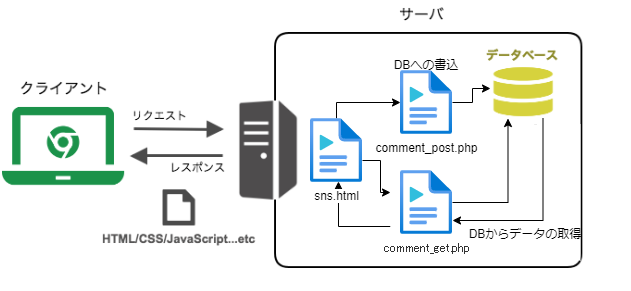 サーバ
クライアント
リクエスト
レスポンス
HTML/CSS/JavaScript...etc
DBへの書込
データベース
comment_post.php
sns.html
DBからデータの取得
comment_get.php